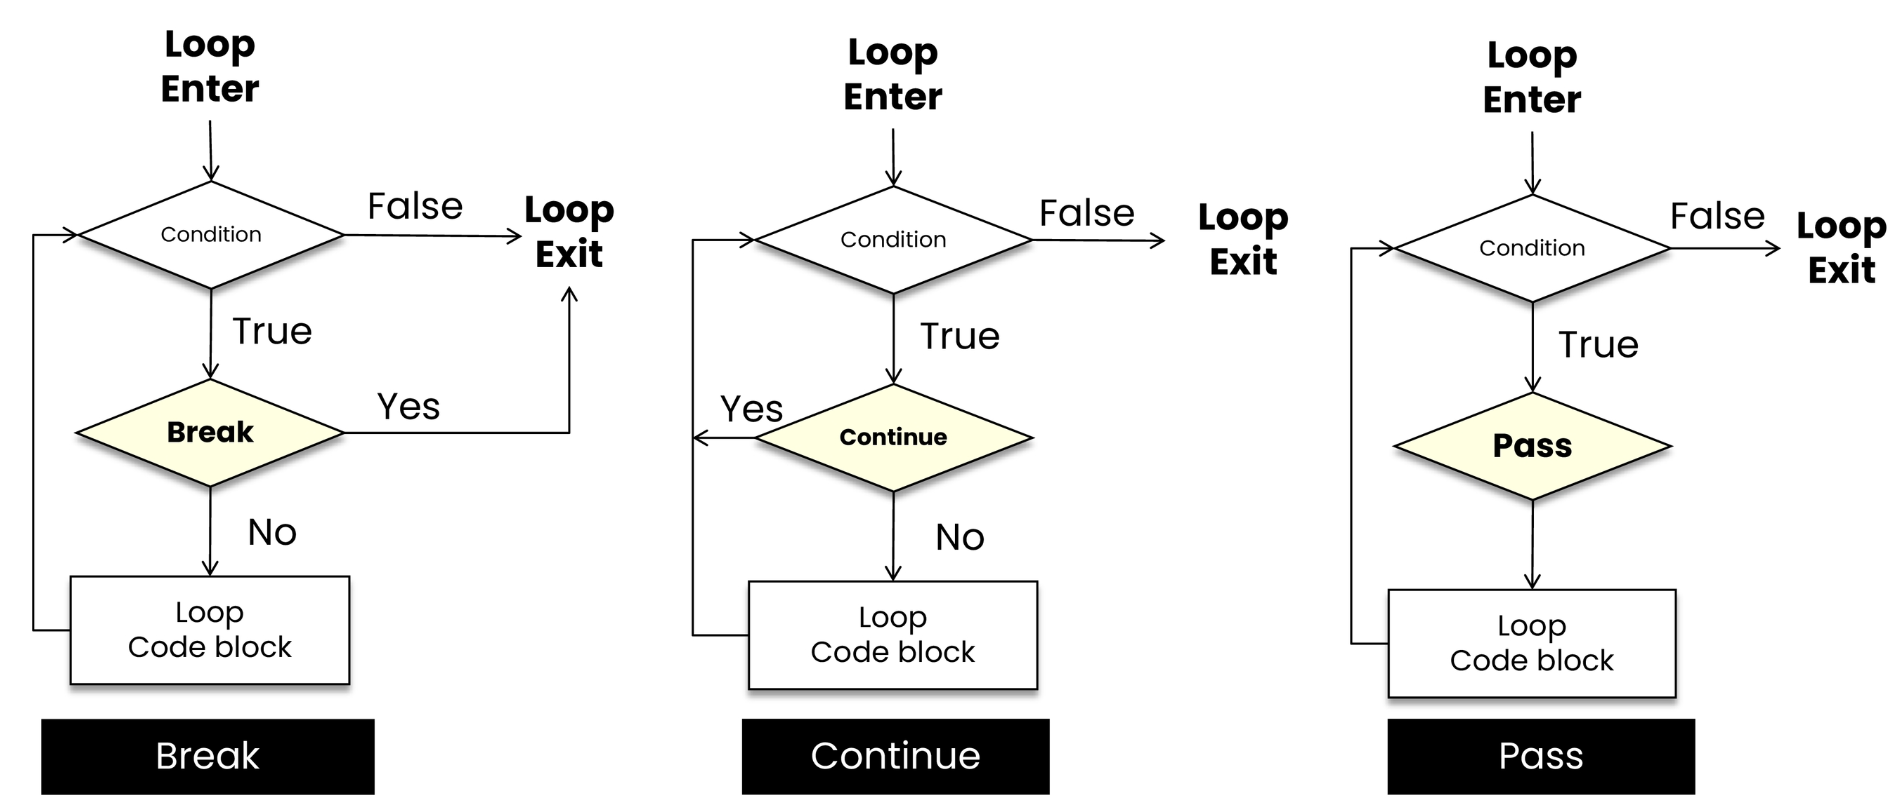 Loop
Enter
Condition
False
Loop
Exit
True
Break
Yes
No
Loop
Code block
Break
Loop
Enter
Condition
False
Loop
Exit
True
Yes
Continue
No
Loop
Code block
Continue
Loop
Enter
Condition
False
Loop
Exit
True
Pass
Loop
Code block
Pass